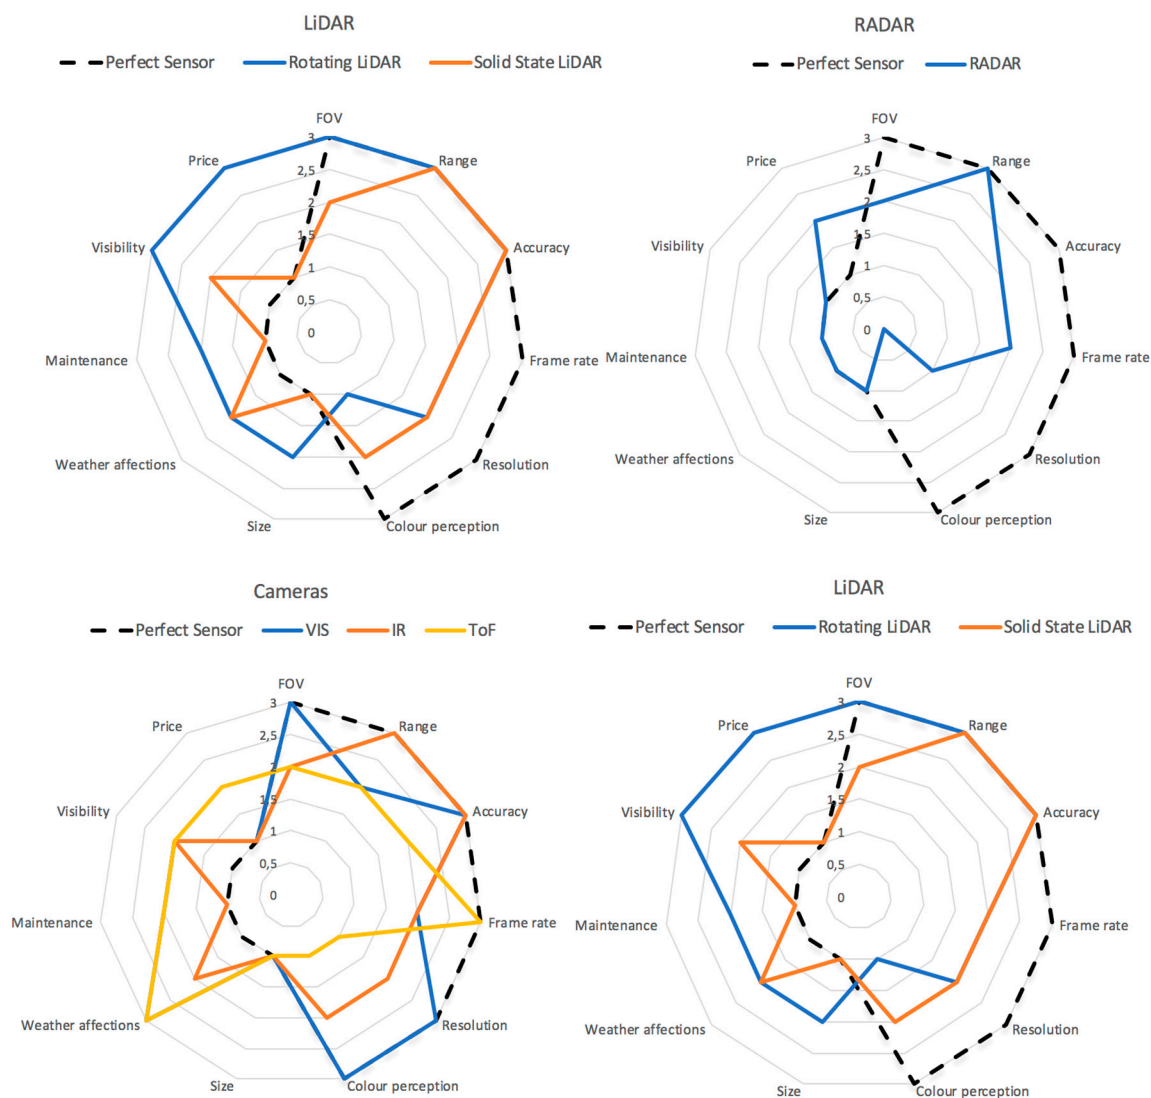 LiDAR
Perfect Sensor Rotating LiDAR Solid State LiDAR
FOV
3
Range
Price
2,5
2
Visibility
1,5
Accuracy
1
0,5
0
Maintenance
Frame rate
Weather affections
Resolution
Size
Colour perception
RADAR
Perfect Sensor RADAR
FOV
3
Price
Range
2,5
2
Visibility
1,5
Accuracy
1
0,5
0
Maintenance
Frame rate
Weather affections
Resolution
Size
Colour perception
Cameras
Perfect Sensor VIS IR ToF
FOV
3
Price
Range
2,5
2
Visibility
1,5
Accuracy
1
0,5
0
Maintenance
Frame rate
Weather affections
Resolution
Size
Colour perception
LiDAR
Perfect Sensor Rotating LiDAR Solid State LiDAR
FOV
3
Price
Range
2,5
2
Visibility
1,5
Accuracy
1
0,5
0
Maintenance
Frame rate
Weather affections
Resolution
Size
Colour perception